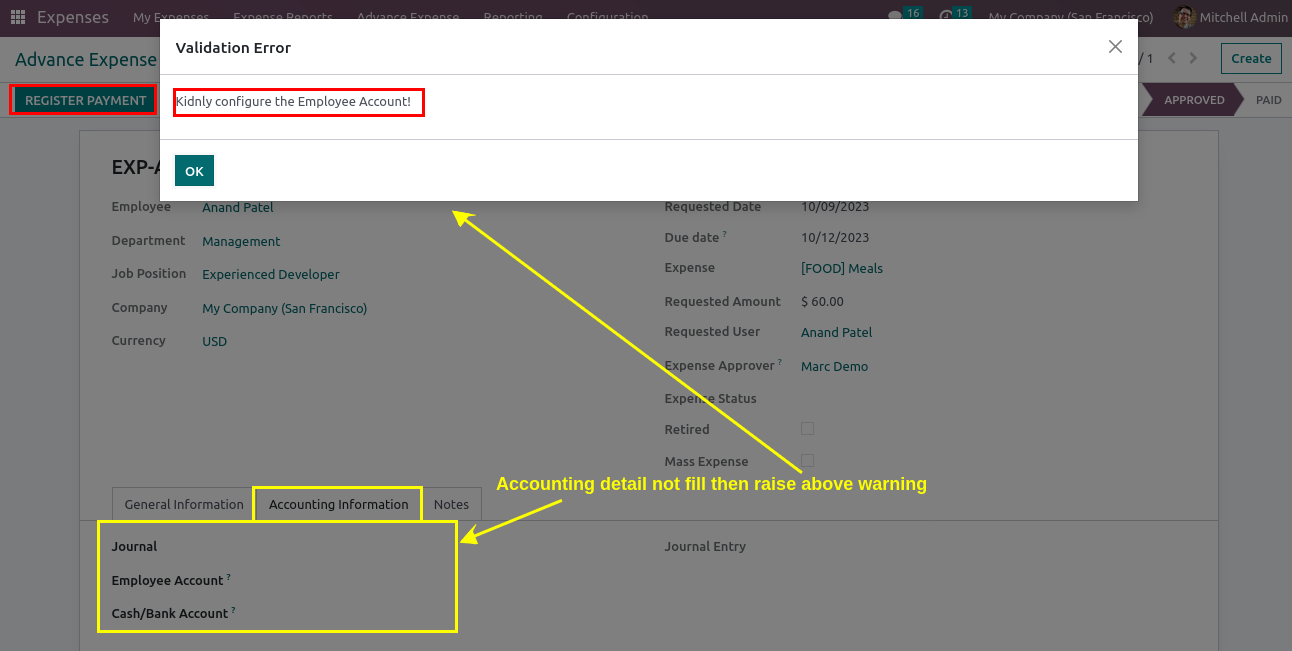 Expenses My Expenses Expense Reports Advance Expense Reporting Configuration 16 13 My Company (San Francisco) Mitchell Admin
Validation Error
Advance Expense / 1 Create
REGISTER PAYMENT Kidnly configure the Employee Account! APPROVED PAID
OK
EXP-A
Employee Anand Patel Requested Date 10/09/2023
Department Management Due date ? 10/12/2023
Job Position Experienced Developer Expense [FOOD] Meals
Company My Company (San Francisco) Requested Amount $ 60.00
Currency USD Requested User Anand Patel
Expense Approver ? Marc Demo
Expense Status
Retired
Mass Expense
Accounting detail not fill then raise above warning
General Information Accounting Information Notes
Journal Journal Entry
Employee Account ?
Cash/Bank Account ?